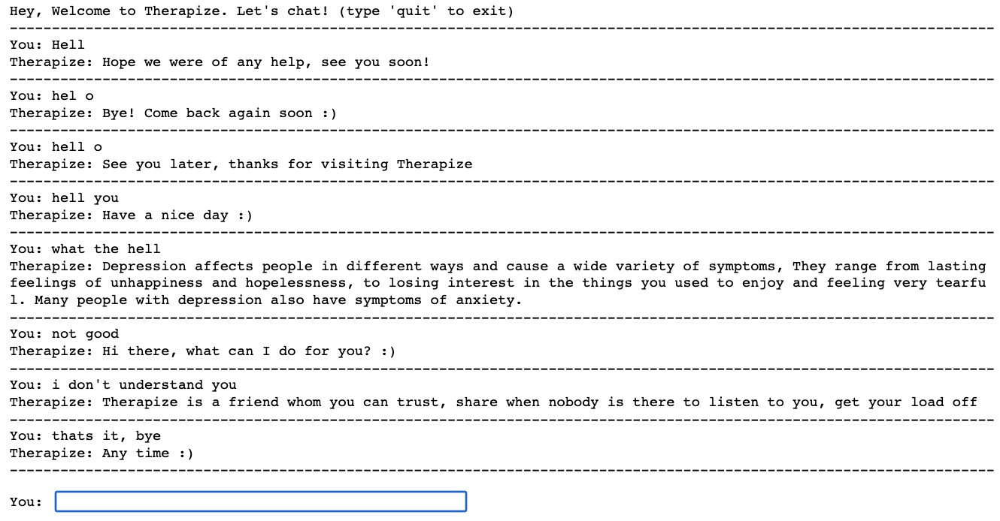 Hey, Welcome to Therapize. Let's chat! (type 'quit' to exit)
---------------------------------------------------------------------------------------------------------------------
You: Hell
Therapize: Hope we were of any help, see you soon!
---------------------------------------------------------------------------------------------------------------------
You: hel o
Therapize: Bye! Come back again soon :)
---------------------------------------------------------------------------------------------------------------------
You: hell o
Therapize: See you later, thanks for visiting Therapize
---------------------------------------------------------------------------------------------------------------------
You: hell you
Therapize: Have a nice day :)
---------------------------------------------------------------------------------------------------------------------
You: what the hell
Therapize: Depression affects people in different ways and cause a wide variety of symptoms, They range from lasting
feelings of unhappiness and hopelessness, to losing interest in the things you used to enjoy and feeling very tearfu
l. Many people with depression also have symptoms of anxiety.
---------------------------------------------------------------------------------------------------------------------
You: not good
Therapize: Hi there, what can I do for you? :)
---------------------------------------------------------------------------------------------------------------------
You: i don't understand you
Therapize: Therapize is a friend whom you can trust, share when nobody is there to listen to you, get your load off
---------------------------------------------------------------------------------------------------------------------
You: thats it, bye
Therapize: Any time :)
---------------------------------------------------------------------------------------------------------------------
You: